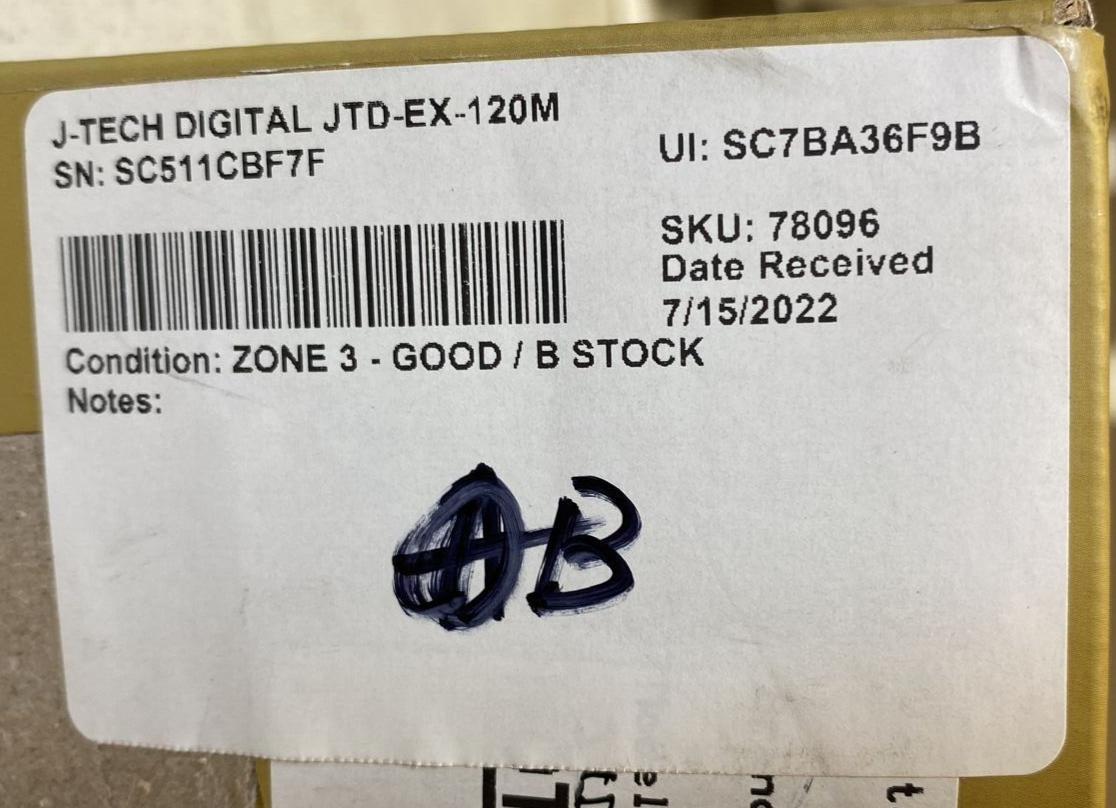 J-TECH DIGITAL JTD-EX-120M
SN: SC511CBF7F
UI: SC7BA36F9B
SKU: 78096
Date Received
7/15/2022
Condition: ZONE 3 - GOOD / B STOCK
Notes:
B